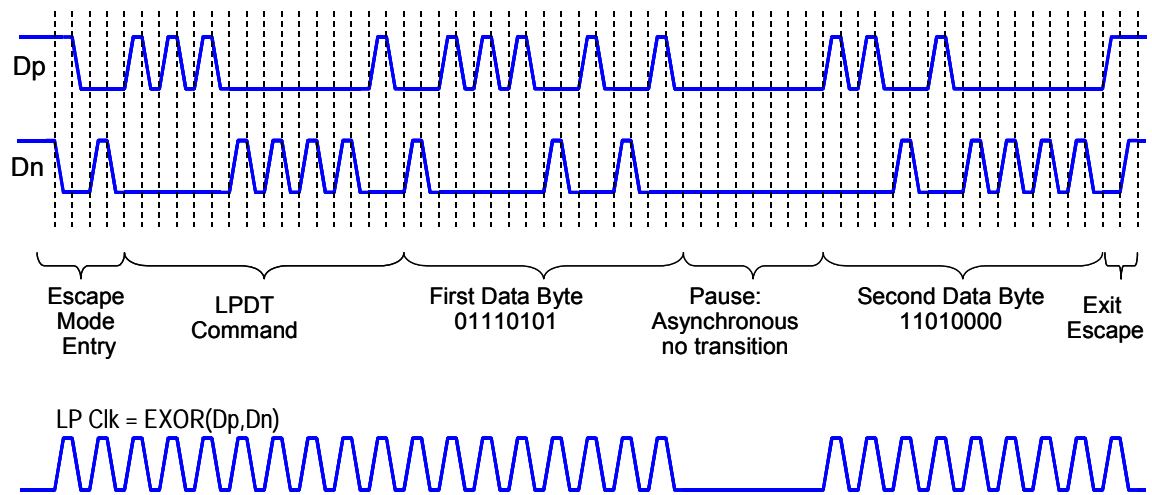 Dp
Dn
Escape
Mode
Entry
LPDT
Command
First Data Byte
01110101
Pause:
Asynchronous
no transition
Second Data Byte
11010000
Exit
Escape
LP Clk = EXOR(Dp,Dn)